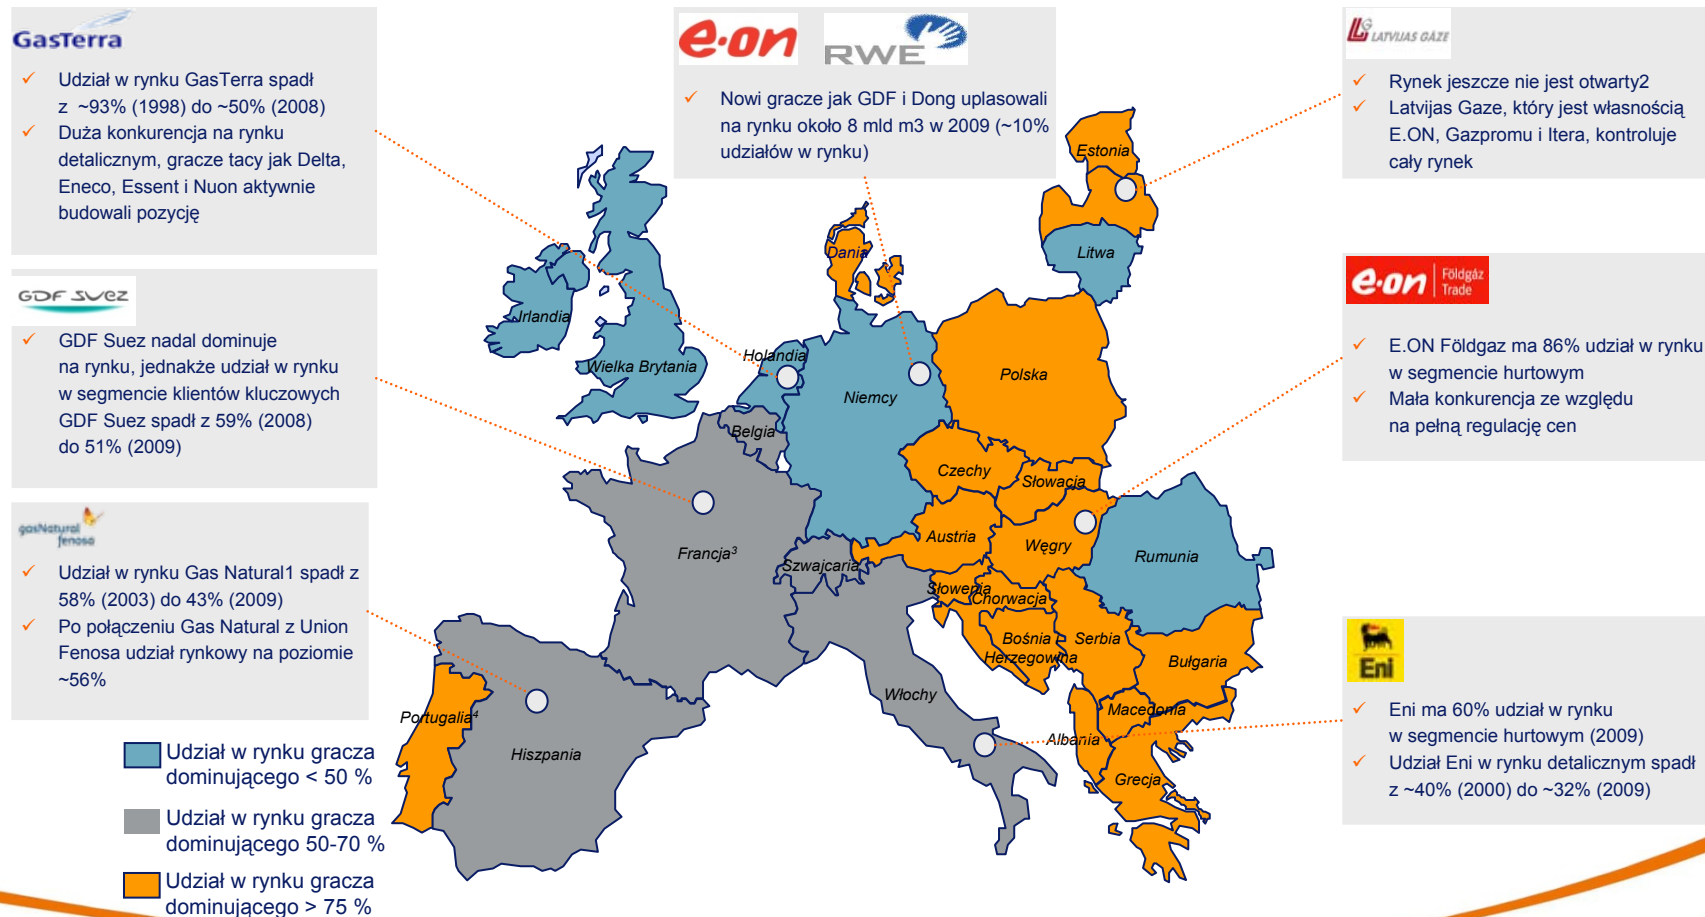 GasTerra
Udział w rynku GasTerra spadł
z ~93% (1998) do ~50% (2008)
Duża konkurencja na rynku
detalicznym, gracze tacy jak Delta,
Eneco, Essent i Nuon aktywnie
budowali pozycję
GDF SUEZ
GDF Suez nadal dominuje
na rynku, jednakże udział w rynku
w segmencie klientów kluczowych
GDF Suez spadł z 59% (2008)
do 51% (2009)
gasNatural
fenosa
Udział w rynku Gas Natural1 spadł z
58% (2003) do 43% (2009)
Po połączeniu Gas Natural z Union
Fenosa udział rynkowy na poziomie
~56%
e·on RWE
Nowi gracze jak GDF i Dong uplasowali
na rynku około 8 mld m3 w 2009 (~10%
udziałów w rynku)
LG LATVIJAS GĀZE
Rynek jeszcze nie jest otwarty2
Latvijas Gaze, który jest własnością
E.ON, Gazpromu i Itera, kontroluje
cały rynek
e·on Földgáz
Trade
E.ON Földgaz ma 86% udział w rynku
w segmencie hurtowym
Mała konkurencja ze względu
na pełną regulację cen
Eni
Eni ma 60% udział w rynku
w segmencie hurtowym (2009)
Udział Eni w rynku detalicznym spadł
z ~40% (2000) do ~32% (2009)
Estonia
Litwa
Dania
Irlandia
Wielka Brytania
Holandia
Niemcy
Polska
Belgia
Czechy
Słowacja
Francja³
Szwajcaria
Austria
Węgry
Rumunia
Słowenia
Chorwacja
Bośnia
Herzegowina
Serbia
Bułgaria
Włochy
Macedonia
Albania
Grecja
Portugalia⁴
Hiszpania
Udział w rynku gracza
dominującego < 50 %
Udział w rynku gracza
dominującego 50-70 %
Udział w rynku gracza
dominującego > 75 %